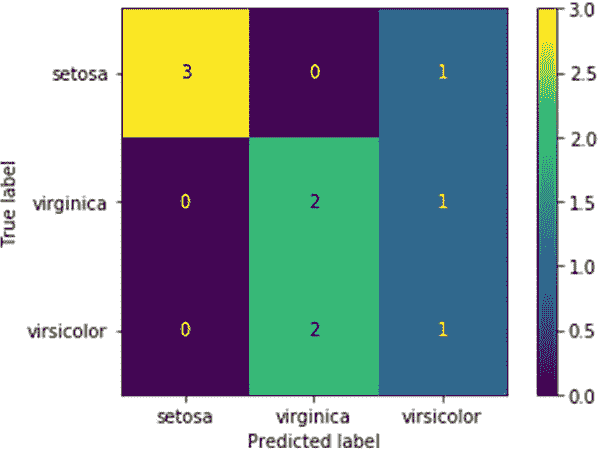 setosa 3 0 1
virginica 0 2 1
virsicolor 0 2 1
setosa virginica virsicolor
Predicted label
True label
3.0
2.5
2.0
1.5
1.0
0.5
0.0